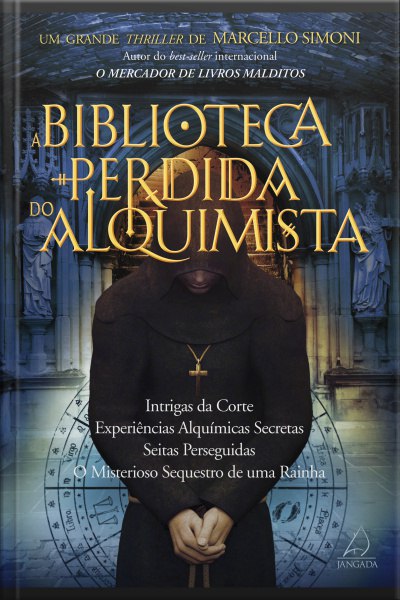 UM GRANDE THRILLER DE MARCELLO SIMONI
Autor do best-seller internacional
O MERCADOR DE LIVROS MALDITOS
A BIBLIOTECA
PERDIDA
DO ALQUIMISTA
Intrigas da Corte
Experiências Alquímicas Secretas
Seitas Perseguidas
O Misterioso Sequestro de uma Rainha
JANGADA